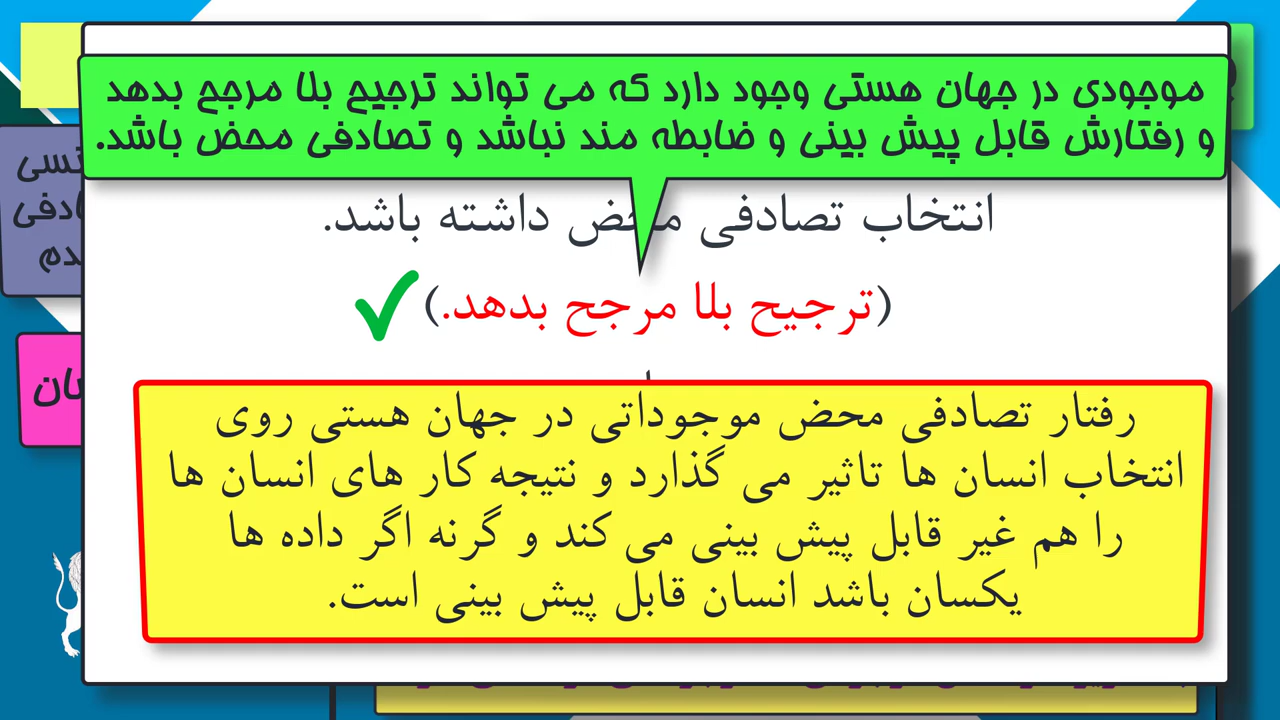 موجودی در جهان هستی وجود دارد که می تواند ترجیح بلا مرجح بدهد
و رفتارش قابل پیش بینی و ضابطه مند نباشد و تصادفی محض باشد.
انتخاب تصادفی محض داشته باشد.
(ترجیح بلا مرجح بدهد.)
رفتار تصادفی محض موجوداتی در جهان هستی روی
انتخاب انسان ها تاثیر می گذارد و نتیجه کار های انسان ها
را هم غیر قابل پیش بینی می کند و گرنه اگر داده ها
یکسان باشد انسان قابل پیش بینی است.